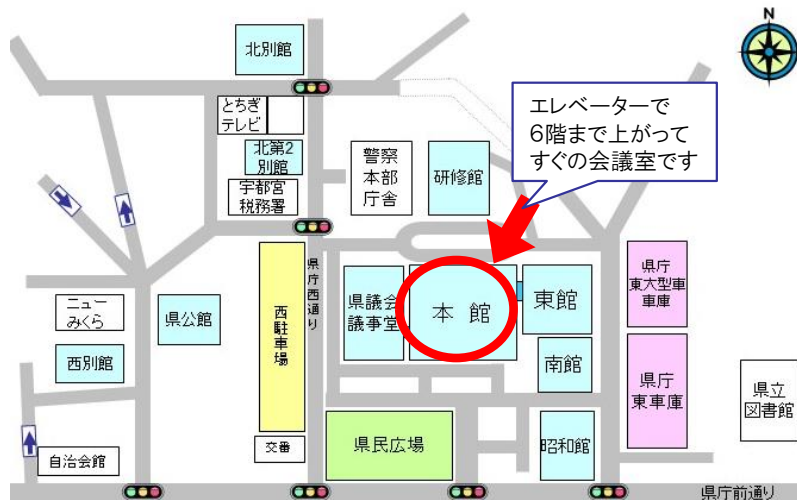 N
北別館
とちぎ
テレビ
北第2
別館
宇都宮
税務署
警察
本部
庁舎
研修館
エレベーターで
6階まで上がって
すぐの会議室です
県庁西通り
西駐車場
県議会
議事堂
本 館
東館
南館
県庁
東大型車
車庫
県庁
東車庫
県立
図書館
ニュー
みくら
県公館
西別館
自治会館
交番
県民広場
昭和館
県庁前通り